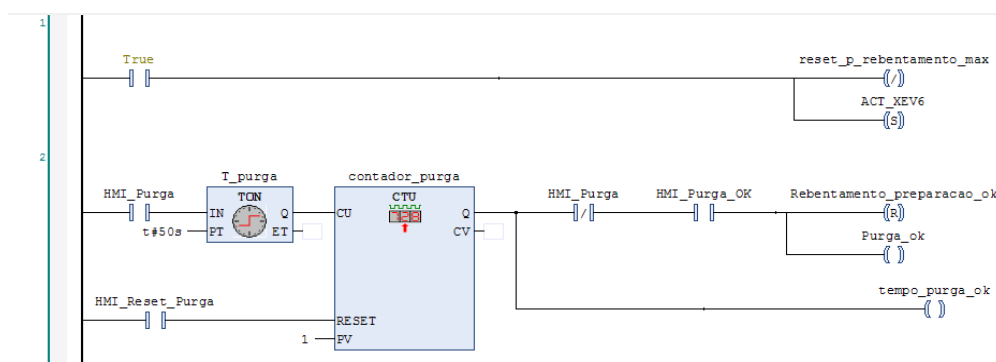 1
True
reset_p_rebentamento_max
(/)
ACT_XEV6
(S)
2
T_purga
contador_purga
HMI_Purga
TON
CTU
HMI_Purga
HMI_Purga_OK
Rebentamento_preparacao_ok
IN
Q
CU
123
Q
/
(R)
t#50s
PT
ET
CV
Purga_ok
( )
tempo_purga_ok
( )
HMI_Reset_Purga
RESET
1
PV